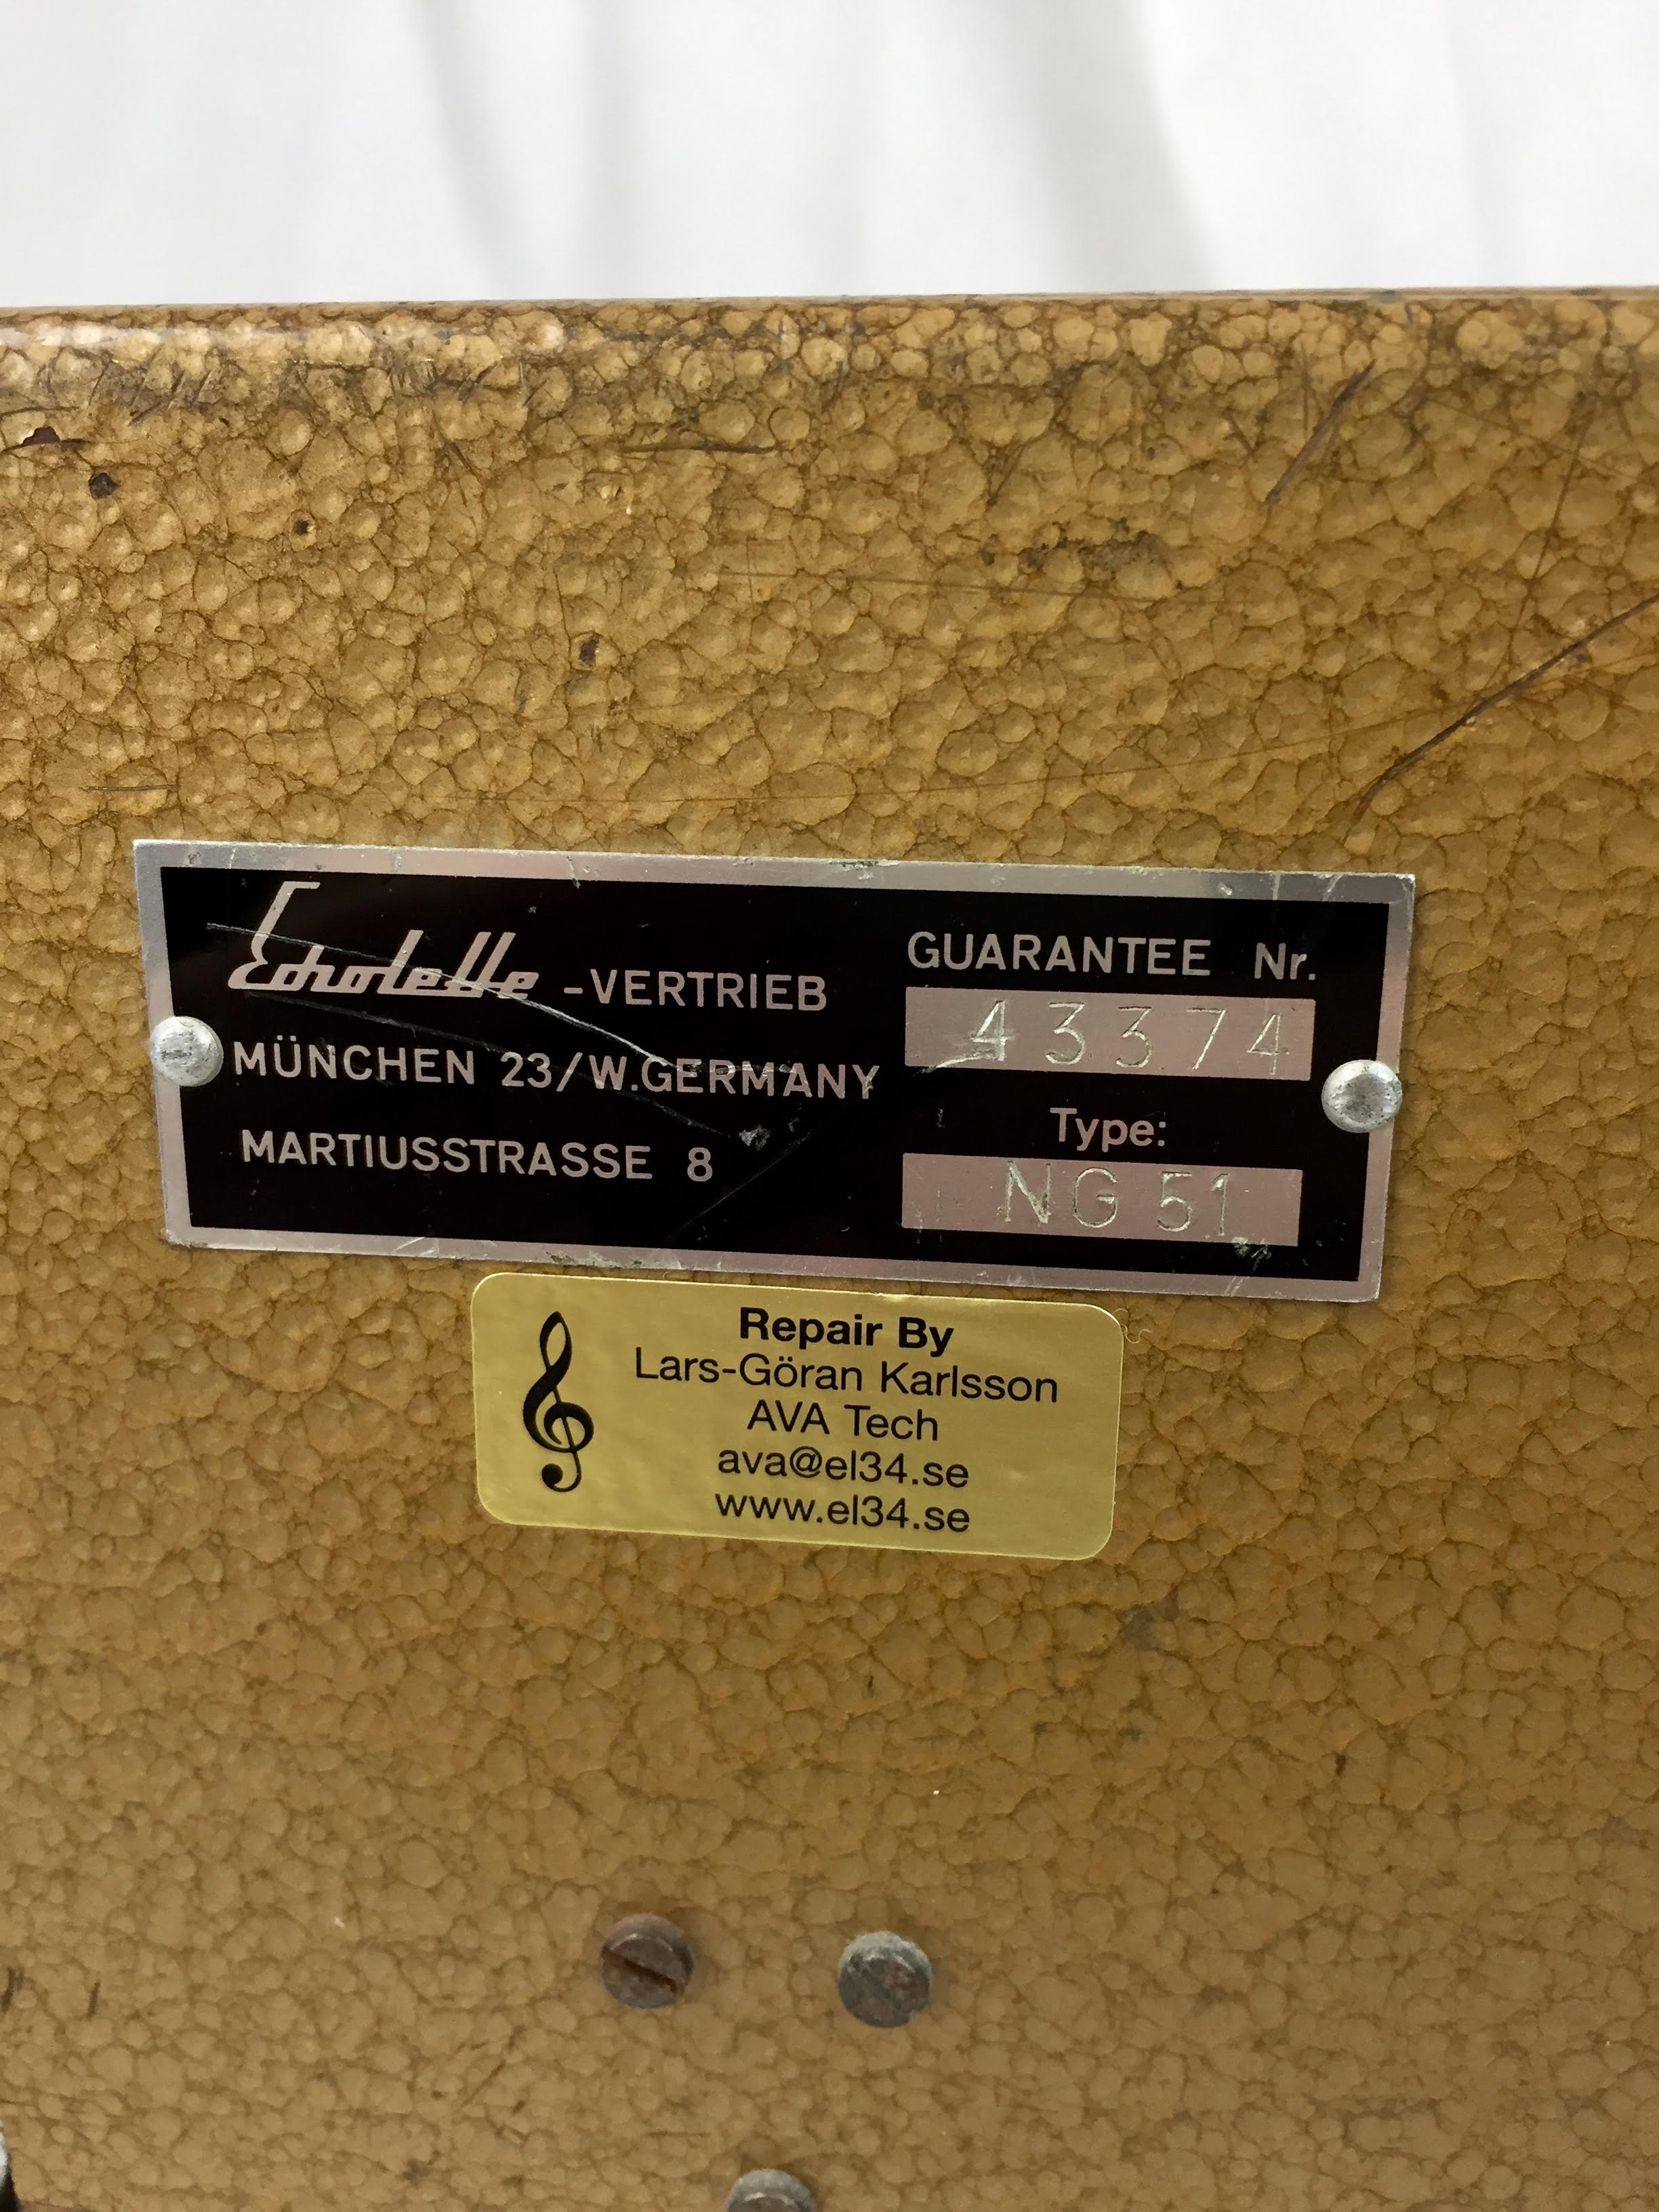 Echolette -VERTRIEB
MÜNCHEN 23/W.GERMANY
MARTIUSSTRASSE 8
GUARANTEE Nr.
43374
Type:
NG 51
Repair By
Lars-Göran Karlsson
AVA Tech
ava@el34.se
www.el34.se